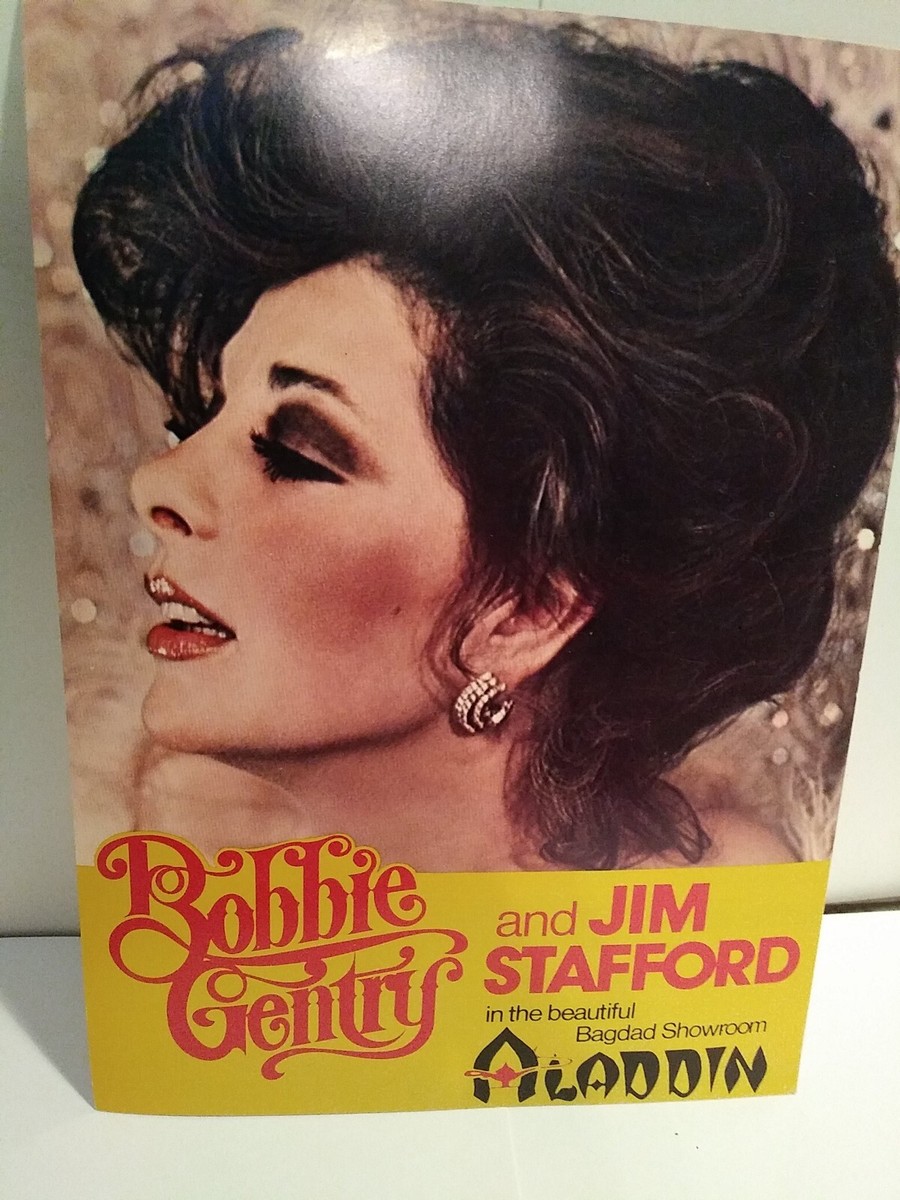 Bobbie
Gentry
and JIM
STAFFORD
in the beautiful
Bagdad Showroom
ALADDIN